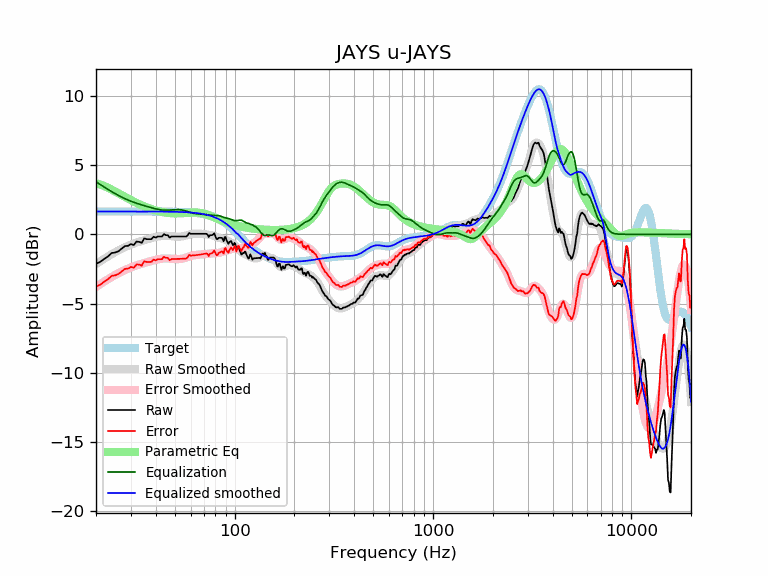 JAYS u-JAYS
10
5
0
−5
−10
−15
−20
Amplitude (dBr)
Target
Raw Smoothed
Error Smoothed
Raw
Error
Parametric Eq
Equalization
Equalized smoothed
100 1000 10000
Frequency (Hz)